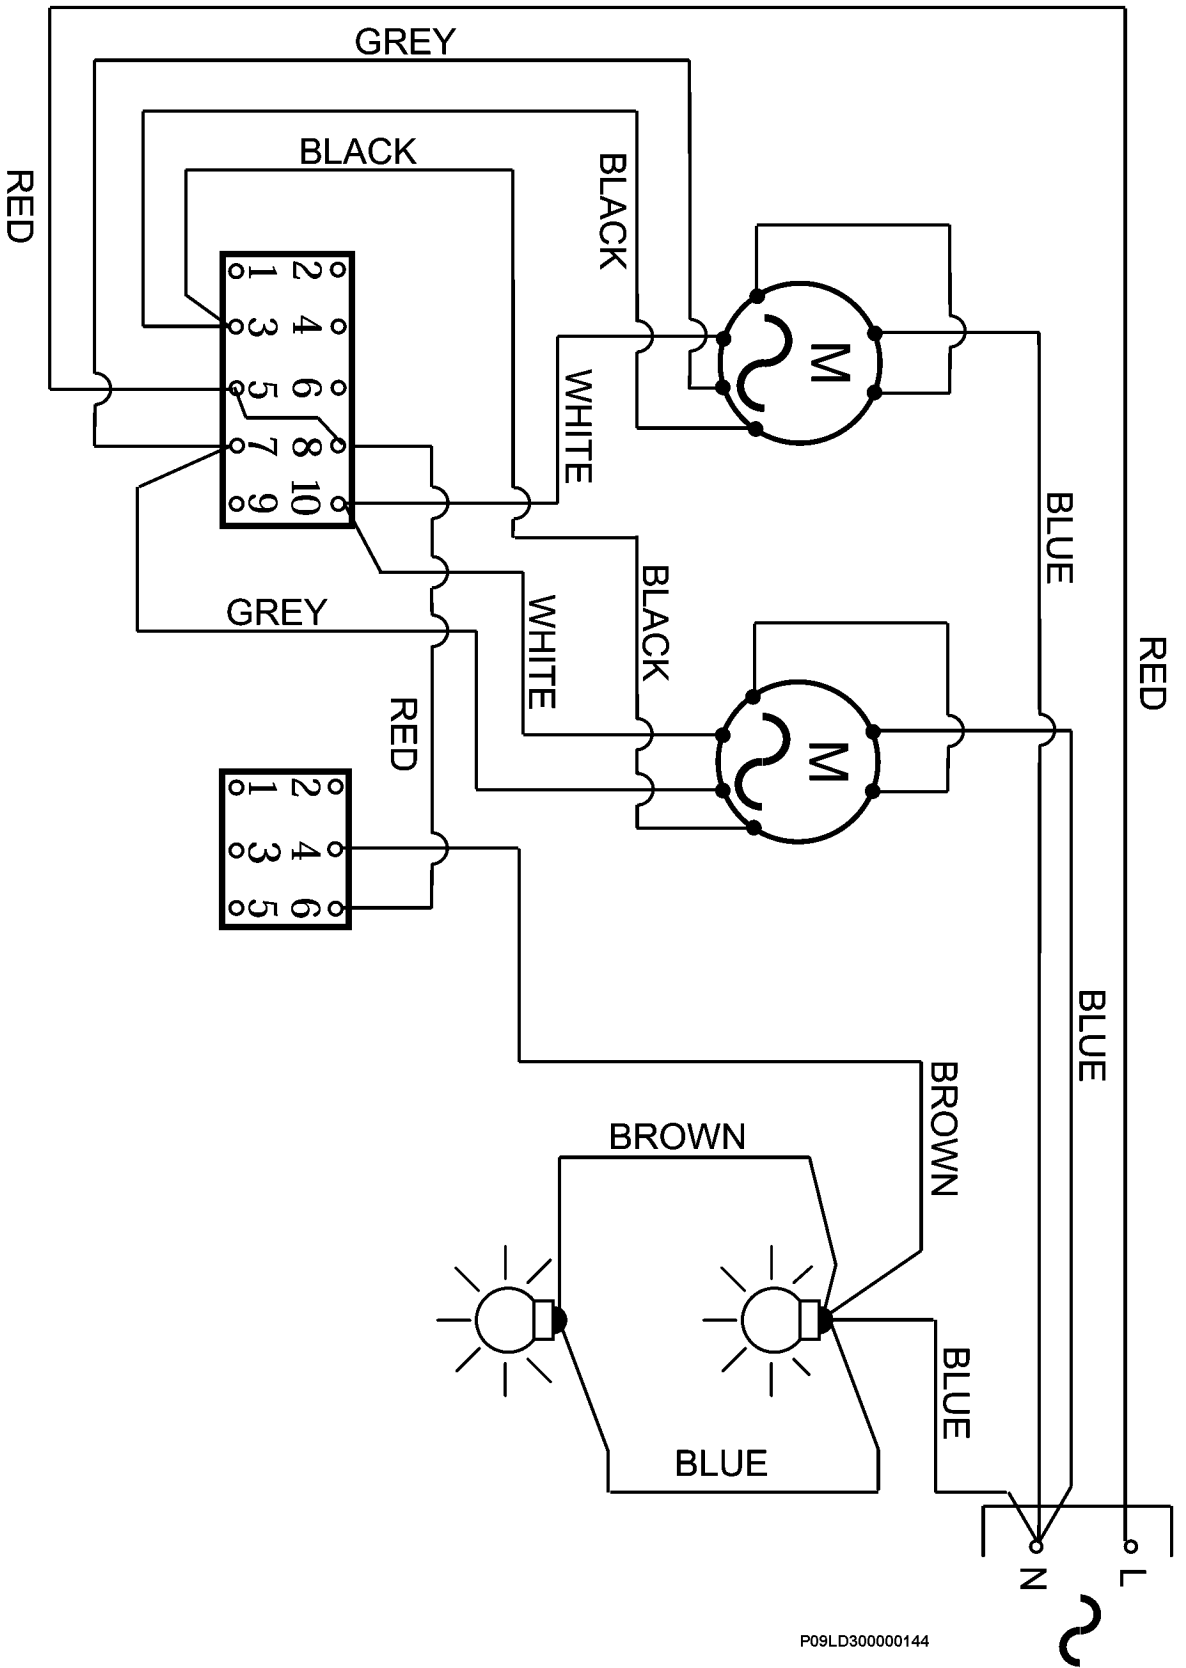 GREY
BLACK
BLACK
RED
1 2
3 4
5 6
7 8
9 10
M
WHITE
BLUE
GREY
WHITE
BLACK
RED
RED
M
1 2
3 4
5 6
BLUE
BROWN
BROWN
BLUE
BLUE
N
L
P09LD300000144